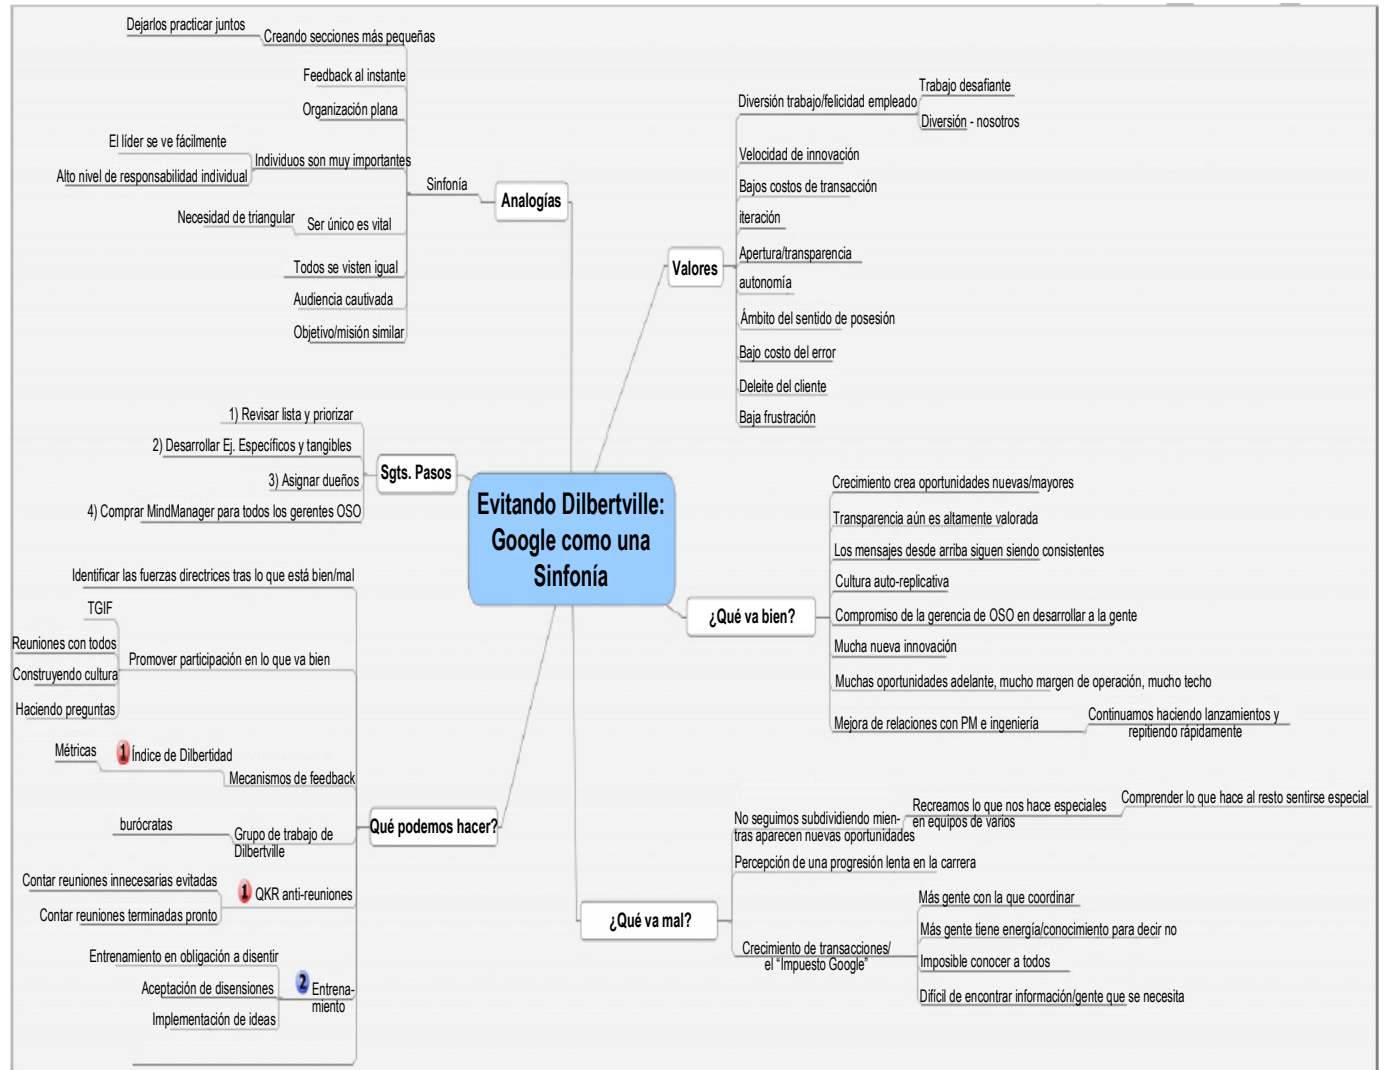 Dejarlos practicar juntos
Creando secciones más pequeñas
Feedback al instante
Organización plana
El líder se ve fácilmente
Individuos son muy importantes
Alto nivel de responsabilidad individual
Sinfonía
Analogías
Necesidad de triangular
Ser único es vital
Todos se visten igual
Audiencia cautivada
Objetivo/misión similar
Valores
Diversión trabajo/felicidad empleado
Trabajo desafiante
Diversión - nosotros
Velocidad de innovación
Bajos costos de transacción
iteración
Apertura/transparencia
autonomía
Ámbito del sentido de posesión
Bajo costo del error
Deleite del cliente
Baja frustración
1) Revisar lista y priorizar
2) Desarrollar Ej. Específicos y tangibles
3) Asignar dueños
4) Comprar MindManager para todos los gerentes OSO
Sgts. Pasos
Evitando Dilbertville:
Google como una
Sinfonía
¿Qué va bien?
Crecimiento crea oportunidades nuevas/mayores
Transparencia aún es altamente valorada
Los mensajes desde arriba siguen siendo consistentes
Cultura auto-replicativa
Compromiso de la gerencia de OSO en desarrollar a la gente
Mucha nueva innovación
Muchas oportunidades adelante, mucho margen de operación, mucho techo
Mejora de relaciones con PM e ingeniería
Continuamos haciendo lanzamientos y
repitiendo rápidamente
Identificar las fuerzas directrices tras lo que está bien/mal
TGIF
Reuniones con todos
Construyendo cultura
Haciendo preguntas
Promover participación en lo que va bien
Métricas
1 Índice de Dilbertidad
Mecanismos de feedback
burócratas
Grupo de trabajo de
Dilbertville
Qué podemos hacer?
Contar reuniones innecesarias evitadas
Contar reuniones terminadas pronto
1 QKR anti-reuniones
Entrenamiento en obligación a disentir
Aceptación de disensiones
Implementación de ideas
2 Entrena-
miento
¿Qué va mal?
No seguimos subdividiendo mien-
tras aparecen nuevas oportunidades
Recreamos lo que nos hace especiales
en equipos de varios
Comprender lo que hace al resto sentirse especial
Percepción de una progresión lenta en la carrera
Crecimiento de transacciones/
el “Impuesto Google”
Más gente con la que coordinar
Más gente tiene energía/conocimiento para decir no
Imposible conocer a todos
Difícil de encontrar información/gente que se necesita